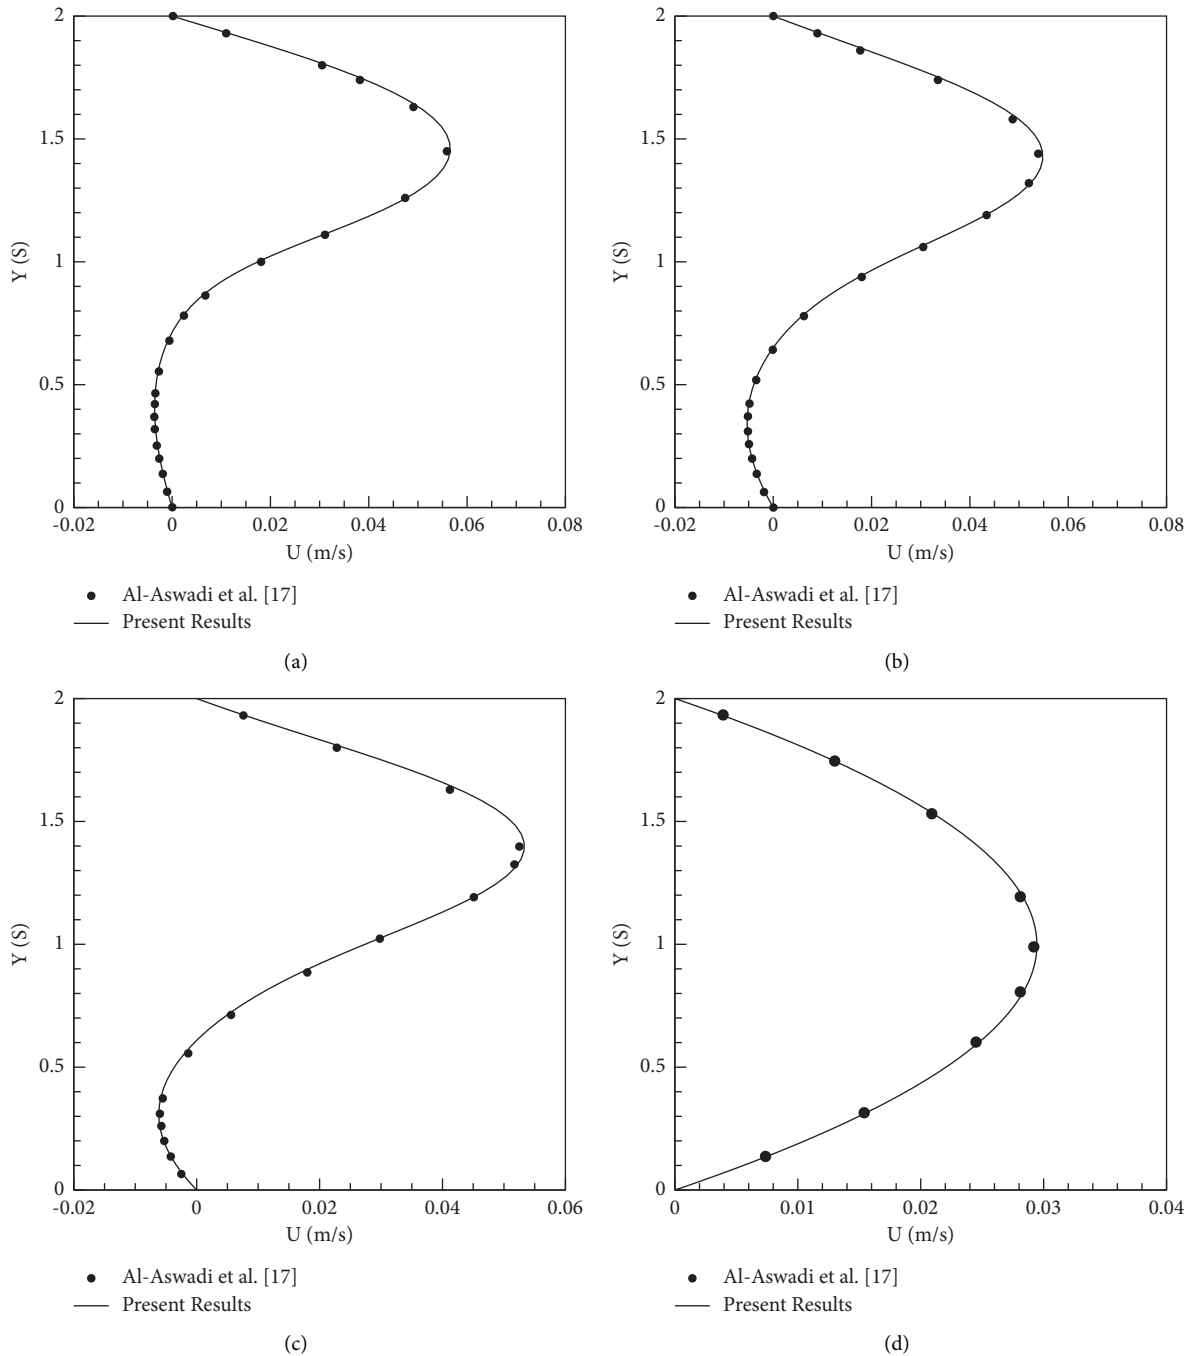 2
1.5
Y (S)
1
0.5
0
-0.02 0 0.02 0.04 0.06 0.08
U (m/s)
Al-Aswadi et al. [17]
Present Results
(a)
2
1.5
Y (S)
1
0.5
0
-0.02 0 0.02 0.04 0.06 0.08
U (m/s)
Al-Aswadi et al. [17]
Present Results
(b)
2
1.5
Y (S)
1
0.5
0
-0.02 0 0.02 0.04 0.06
U (m/s)
Al-Aswadi et al. [17]
Present Results
(c)
2
1.5
Y (S)
1
0.5
0
0 0.01 0.02 0.03 0.04
U (m/s)
Al-Aswadi et al. [17]
Present Results
(d)